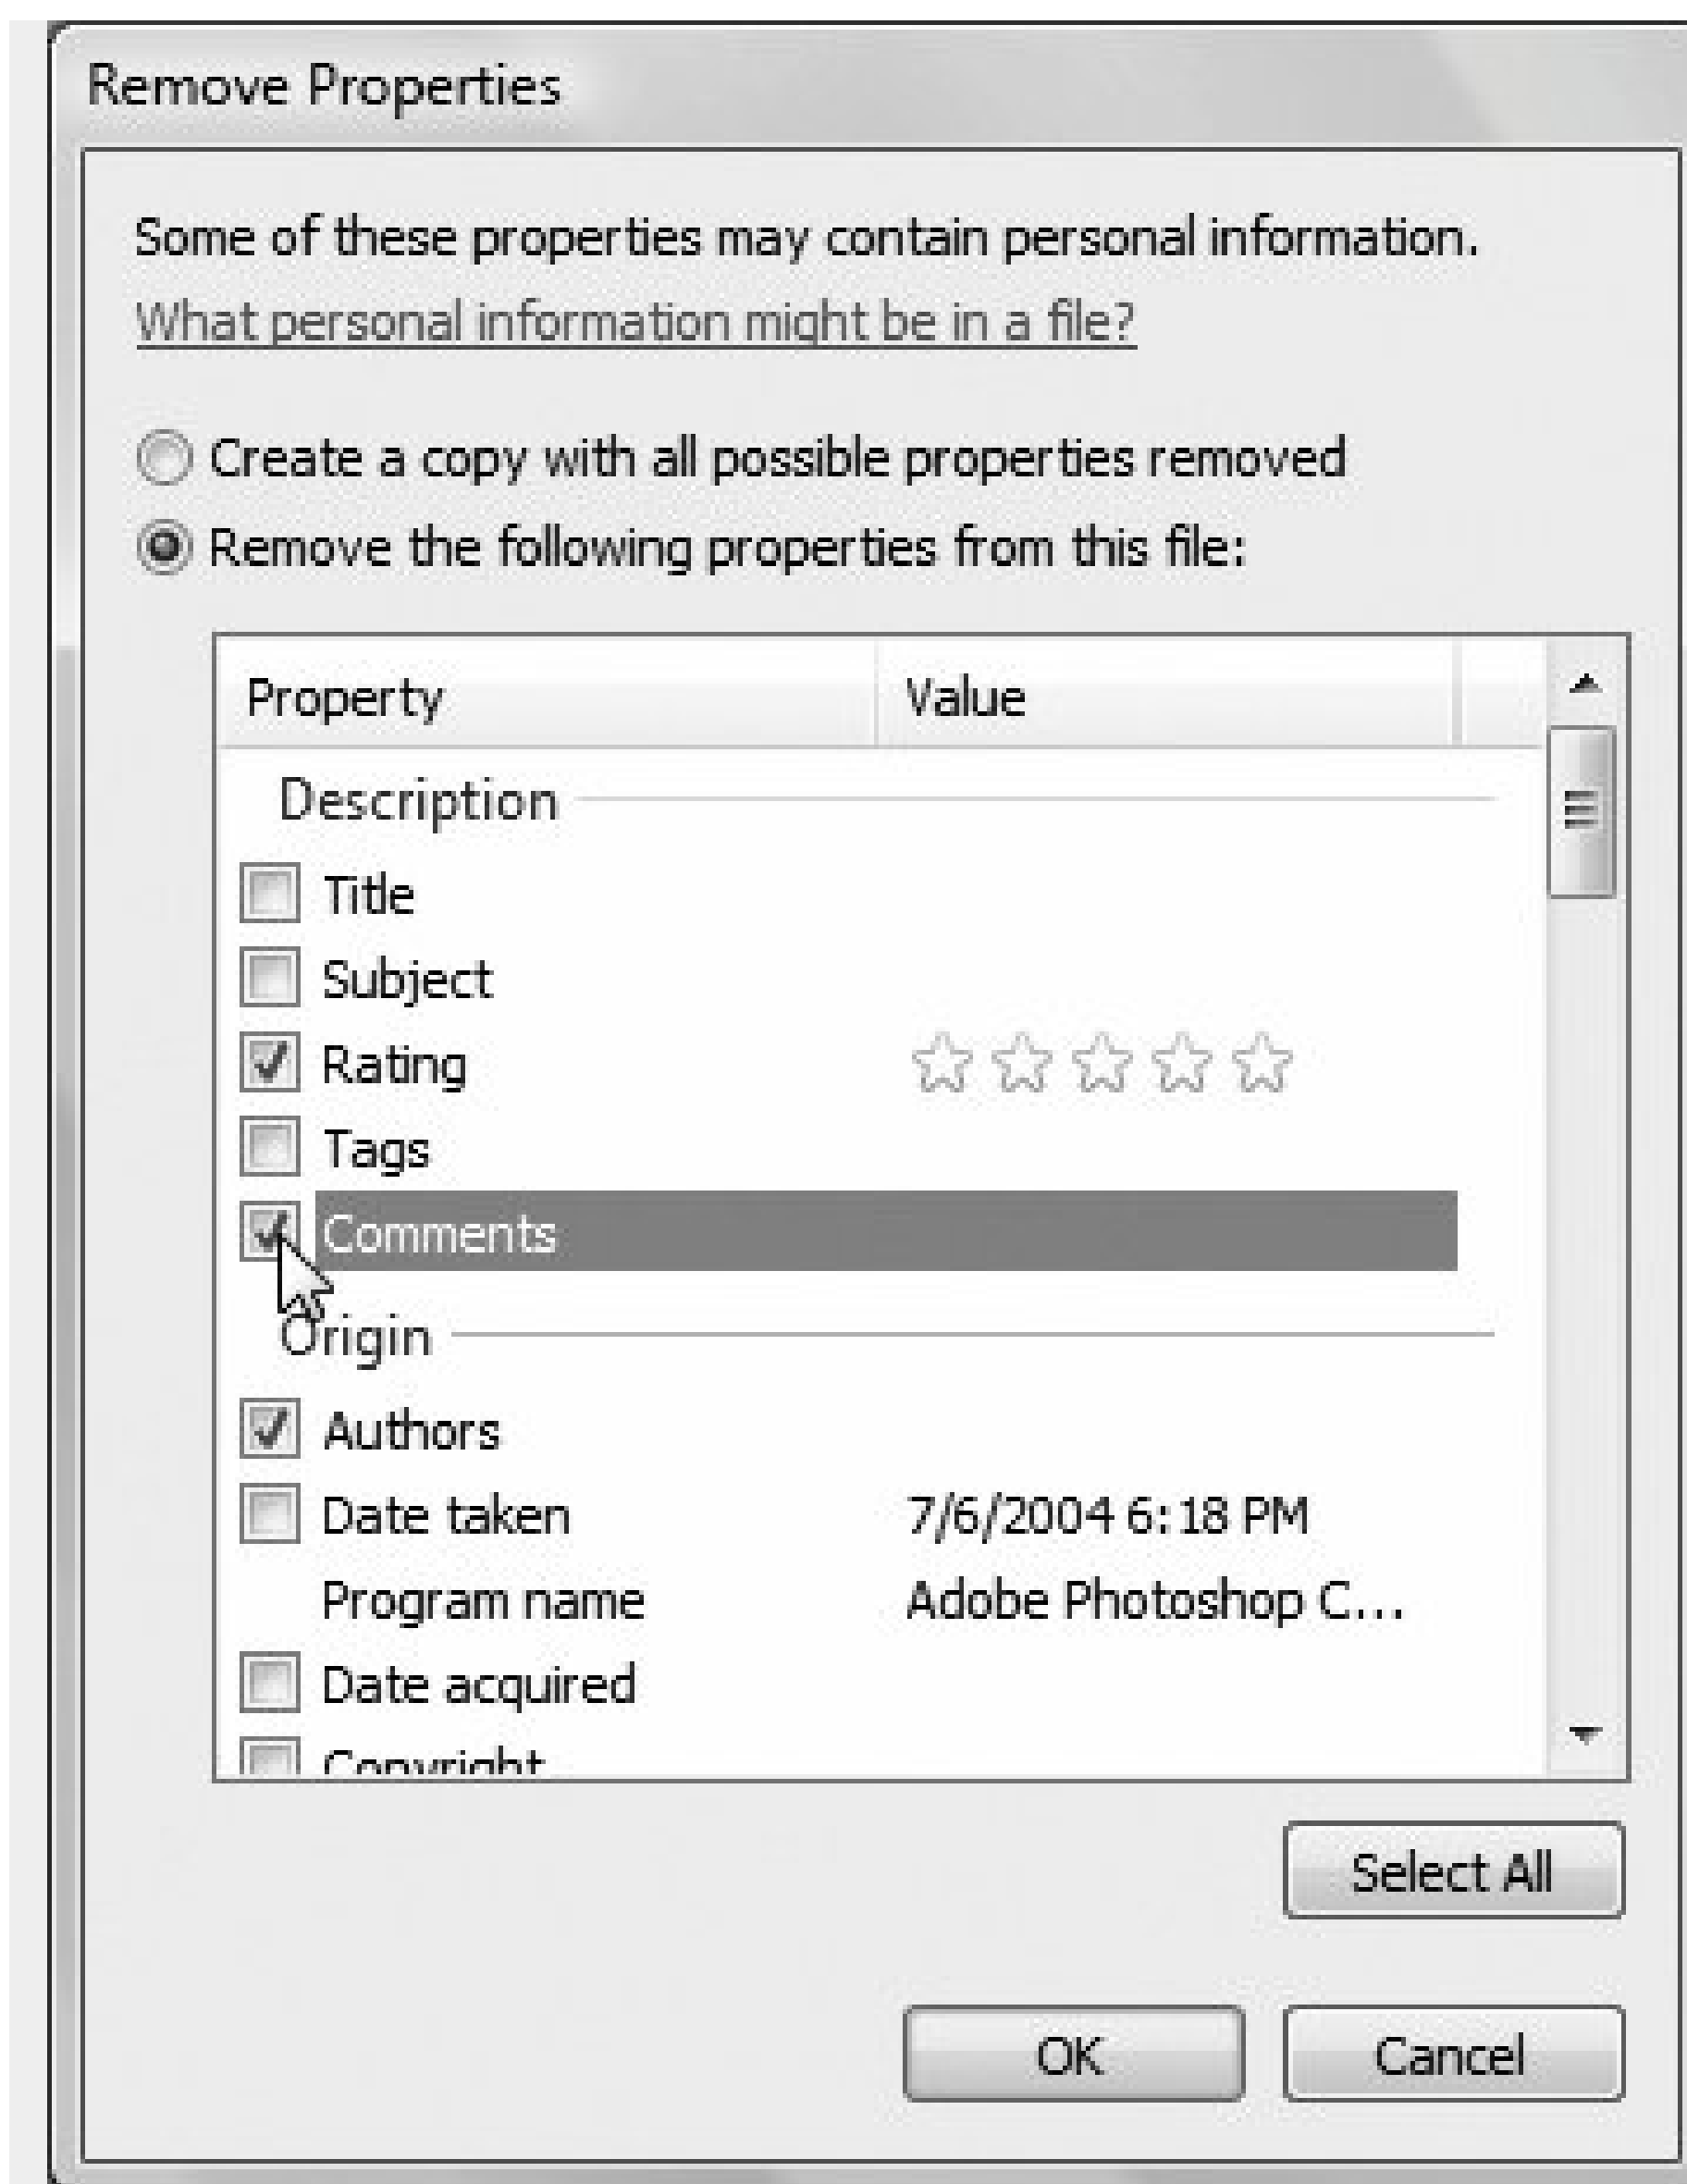 Remove Properties
Some of these properties may contain personal information.
What personal information might be in a file?
Create a copy with all possible properties removed
Remove the following properties from this file:
Property Value
Description
Title
Subject
Rating
Tags
Comments
Origin
Authors
Date taken 7/6/2004 6:18 PM
Program name Adobe Photoshop C...
Date acquired
Copyright
Select All
OK Cancel